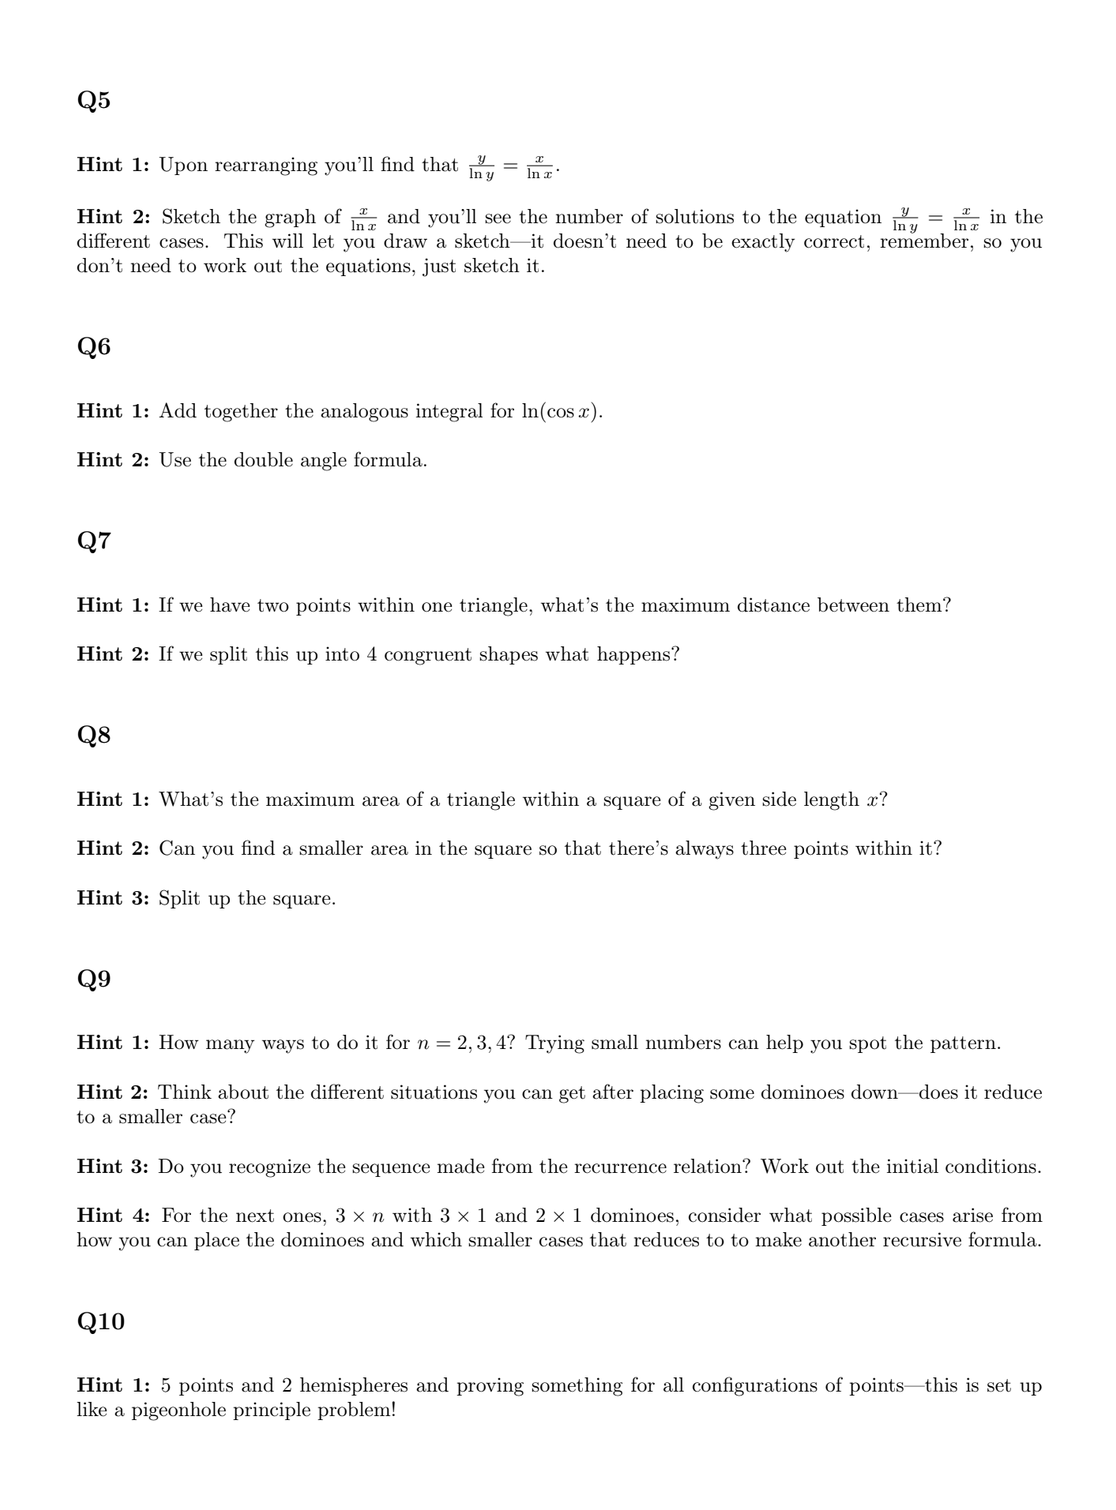 Q5
Hint 1: Upon rearranging you'll find that $\frac{y}{\ln y} = \frac{x}{\ln x}$.
Hint 2: Sketch the graph of $\frac{x}{\ln x}$ and you'll see the number of solutions to the equation $\frac{y}{\ln y} = \frac{x}{\ln x}$ in the
different cases. This will let you draw a sketch—it doesn't need to be exactly correct, remember, so you
don't need to work out the equations, just sketch it.
Q6
Hint 1: Add together the analogous integral for ln(cos x).
Hint 2: Use the double angle formula.
Q7
Hint 1: If we have two points within one triangle, what's the maximum distance between them?
Hint 2: If we split this up into 4 congruent shapes what happens?
Q8
Hint 1: What's the maximum area of a triangle within a square of a given side length x?
Hint 2: Can you find a smaller area in the square so that there's always three points within it?
Hint 3: Split up the square.
Q9
Hint 1: How many ways to do it for n = 2, 3, 4? Trying small numbers can help you spot the pattern.
Hint 2: Think about the different situations you can get after placing some dominoes down—does it reduce
to a smaller case?
Hint 3: Do you recognize the sequence made from the recurrence relation? Work out the initial conditions.
Hint 4: For the next ones, 3 × n with 3 × 1 and 2 × 1 dominoes, consider what possible cases arise from
how you can place the dominoes and which smaller cases that reduces to to make another recursive formula.
Q10
Hint 1: 5 points and 2 hemispheres and proving something for all configurations of points—this is set up
like a pigeonhole principle problem!